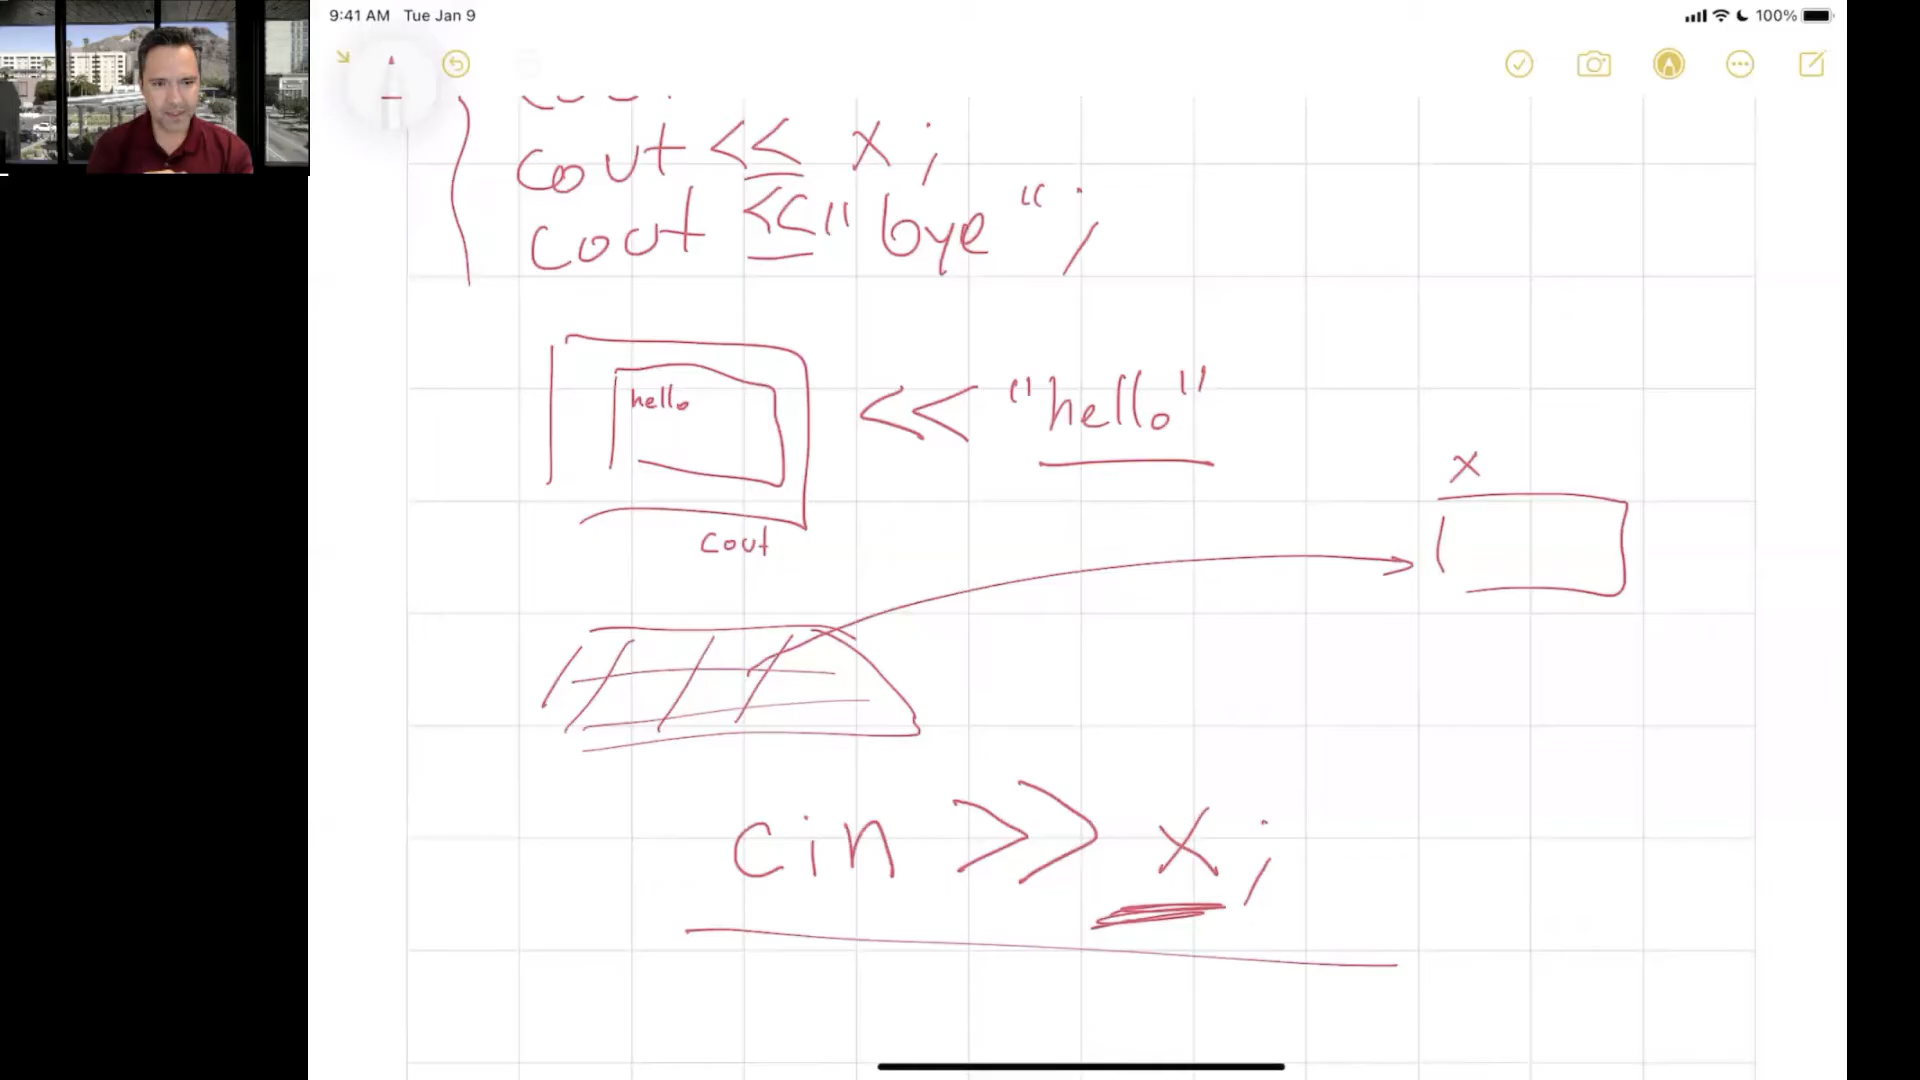 9:41 AM Tue Jan 9
100%
cout << x ;
cout << "bye" ;
hello
<< "hello"
x
cout
cin >> x ;